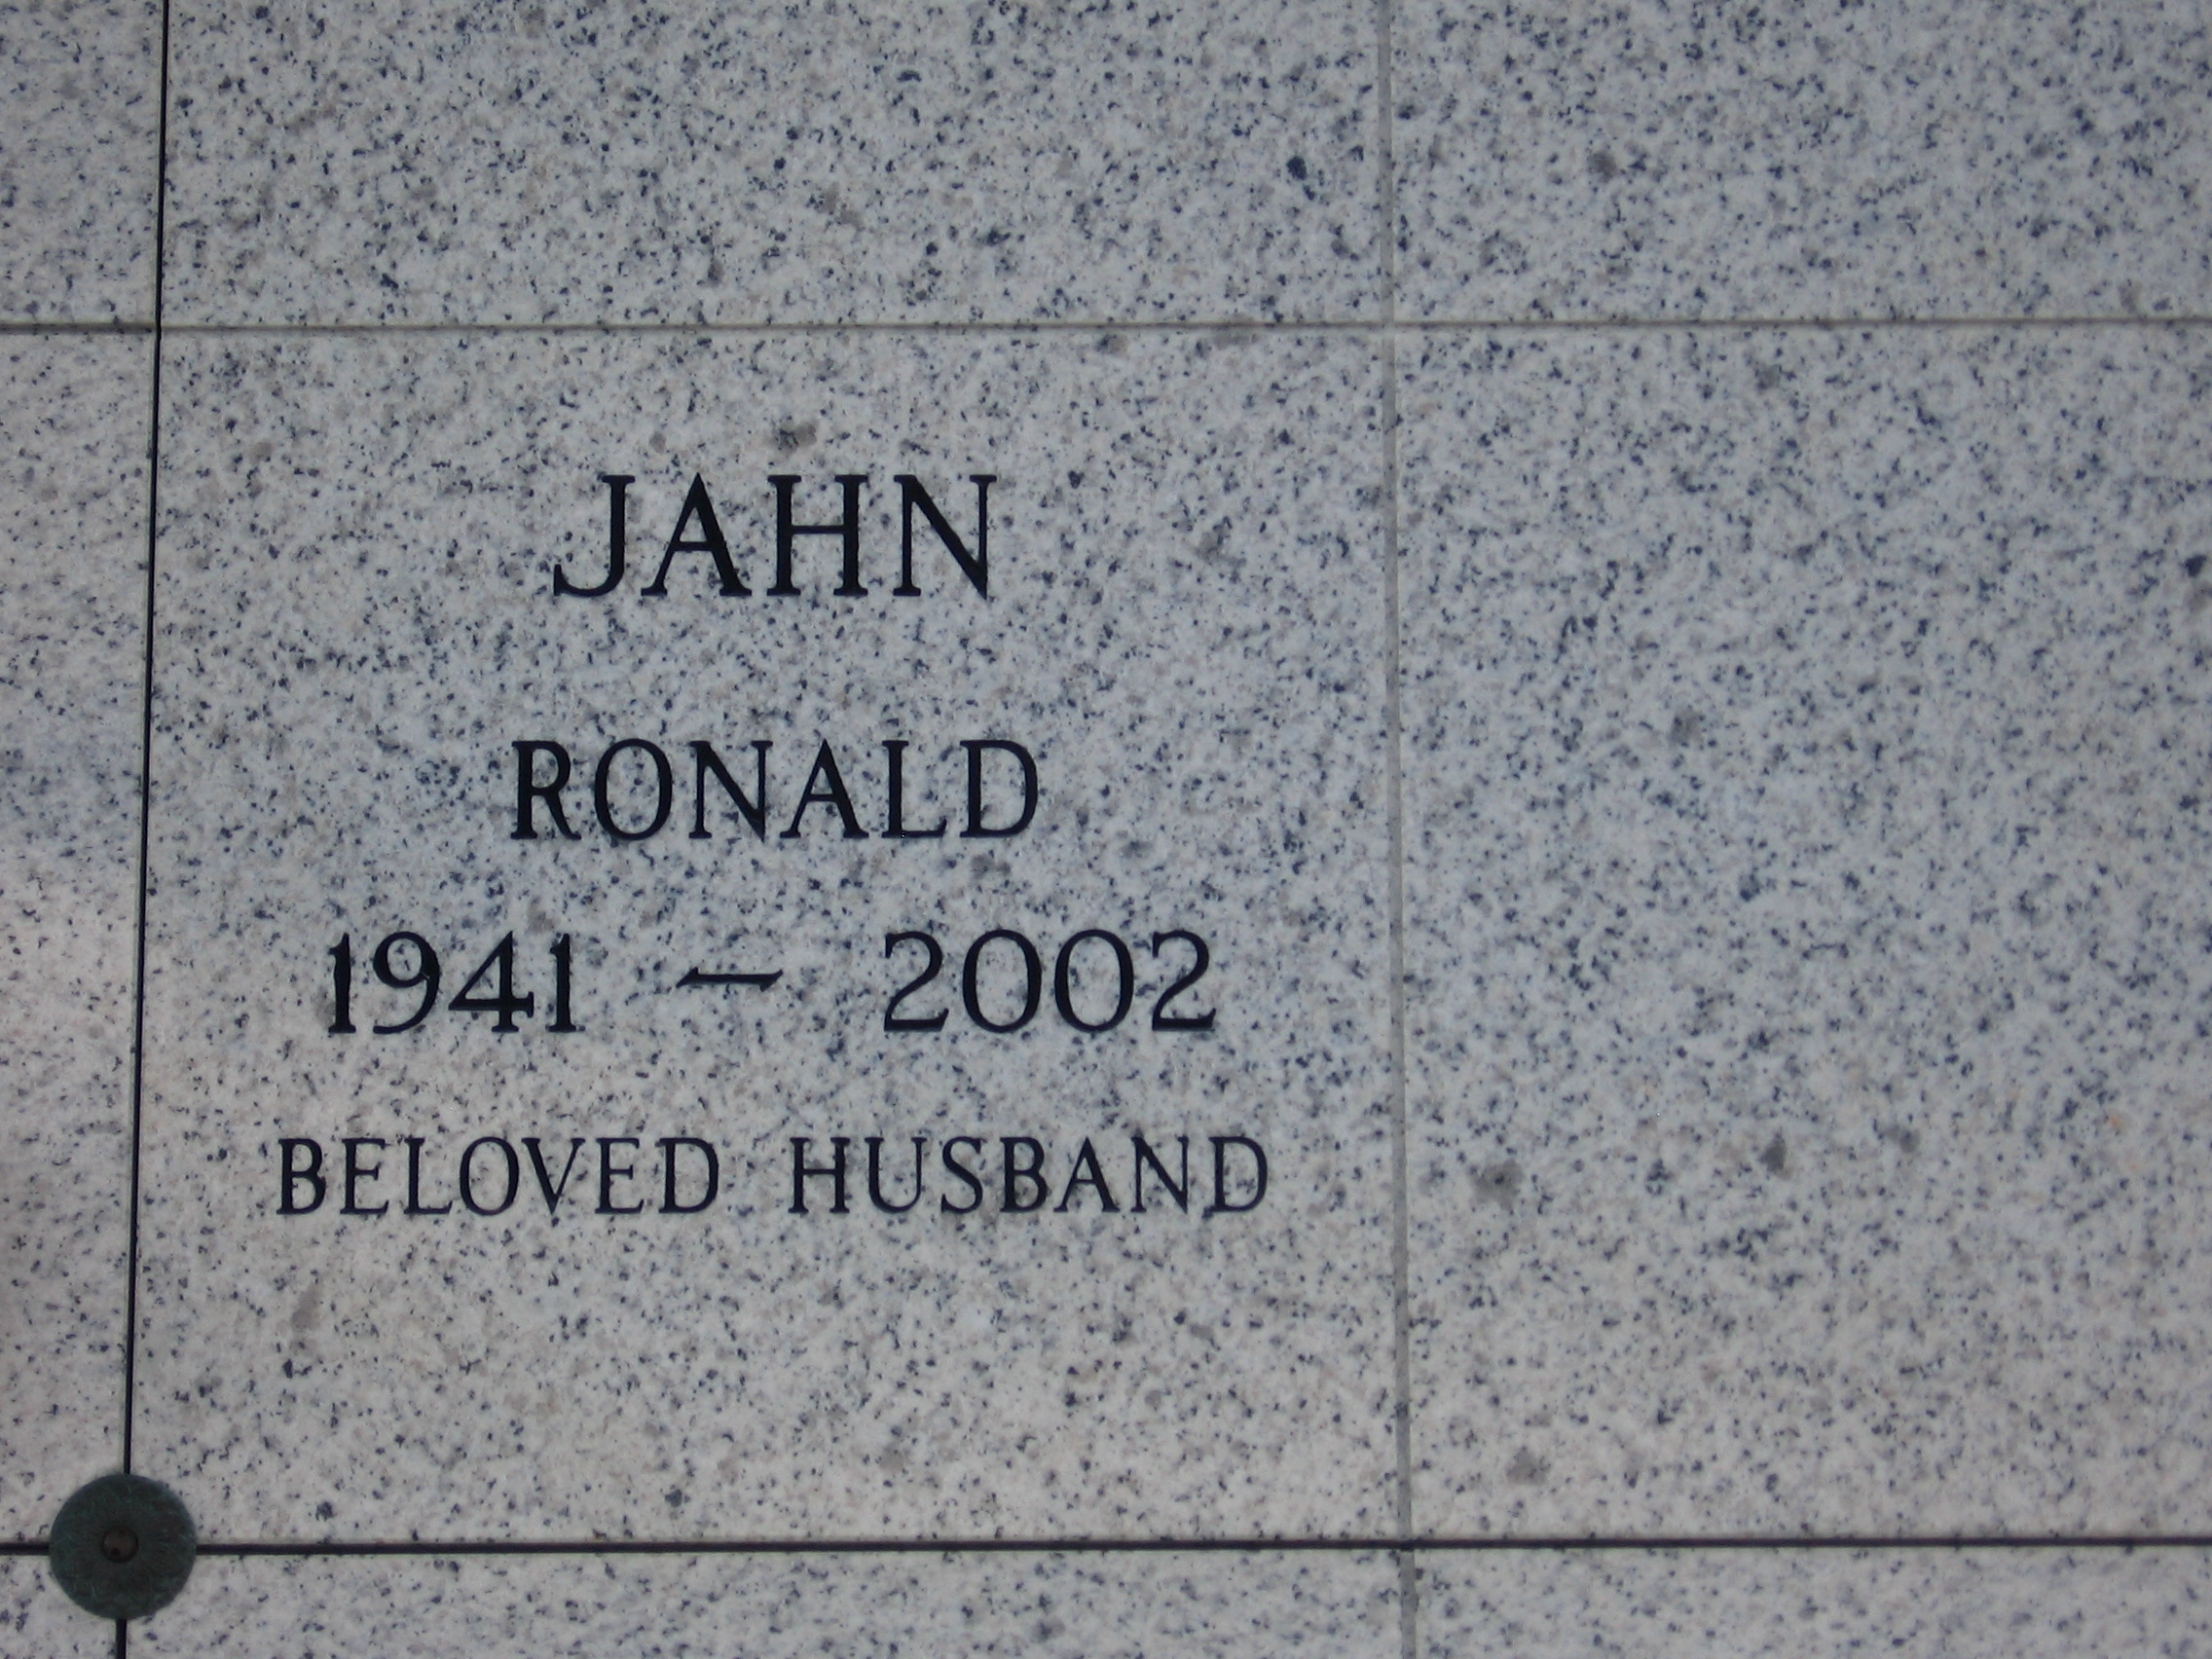 JAHN
RONALD
1941 – 2002
BELOVED HUSBAND